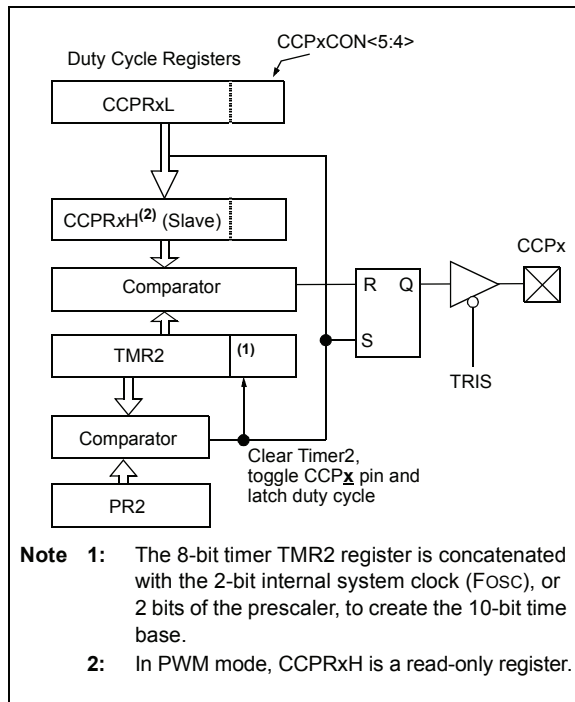 CCPxCON<5:4>
Duty Cycle Registers
CCPRxL
CCPRxH(2) (Slave)
CCPx
Comparator
R Q
TMR2 (1)
S
TRIS
Comparator
Clear Timer2,
toggle CCPx pin and
latch duty cycle
PR2
Note 1: The 8-bit timer TMR2 register is concatenated
with the 2-bit internal system clock (FOSC), or
2 bits of the prescaler, to create the 10-bit time
base.
2: In PWM mode, CCPRxH is a read-only register.